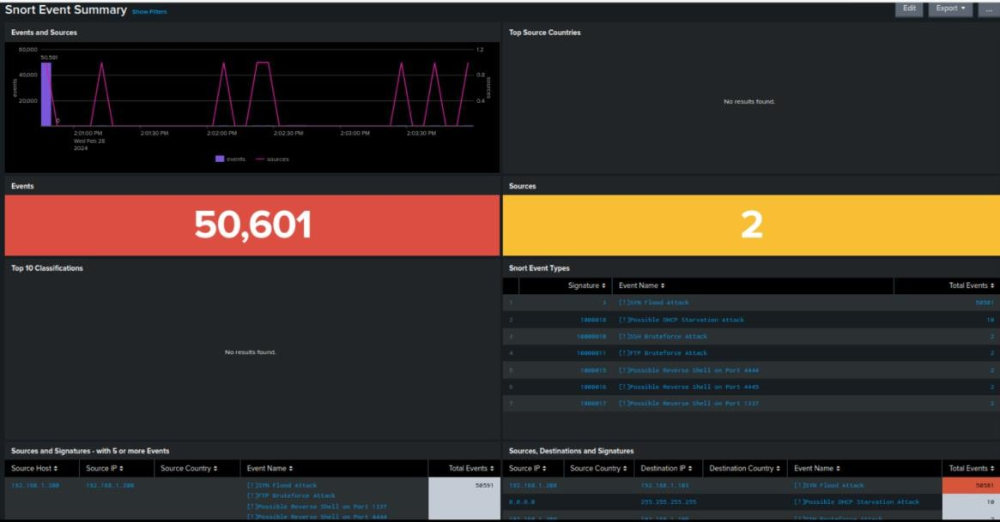 Snort Event Summary Show Filters
Edit Export ...
Events and Sources
60,000
40,000
20,000
events
50,581
0
1.2
0.8
0.4
sources
2:01:00 PM
Wed Feb 28
2024
2:01:30 PM
2:02:00 PM
2:02:30 PM
2:03:00 PM
2:03:30 PM
events sources
Top Source Countries
No results found.
Events
50,601
Sources
2
Top 10 Classifications
No results found.
Snort Event Types
Signature Event Name Total Events
1 3 [!]SYN Flood Attack 50581
2 1000018 [!]Possible DHCP Starvation Attack 10
3 10000010 [!]SSH Bruteforce Attack 2
4 10000011 [!]FTP Bruteforce Attack 2
5 1000015 [!]Possible Reverse Shell on Port 4444 2
6 1000016 [!]Possible Reverse Shell on Port 4445 2
7 1000017 [!]Possible Reverse Shell on Port 1337 2
Sources and Signatures - with 5 or more Events
Source Host Source IP Source Country Event Name Total Events
192.168.1.200 192.168.1.200 [!]SYN Flood Attack 50591
[!]FTP Bruteforce Attack
[!]Possible Reverse Shell on Port 1337
[!]Possible Reverse Shell on Port 4444
Sources, Destinations and Signatures
Source IP Source Country Destination IP Destination Country Event Name Total Events
192.168.1.200 192.168.1.103 [!]SYN Flood Attack 50581
0.0.0.0 255.255.255.255 [!]Possible DHCP Starvation Attack 10
[!]SSH Bruteforce Attack